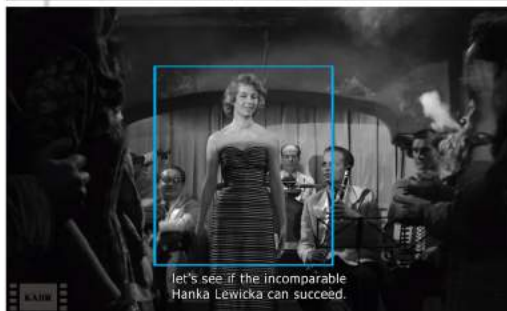 let's see if the incomparable
Hanka Lewicka can succeed.
KADR